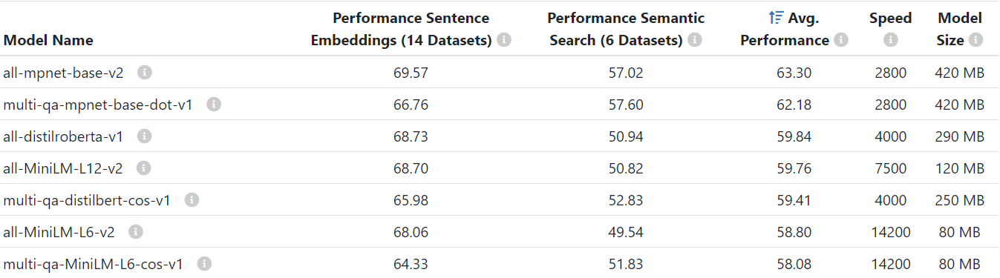 Performance Sentence Performance Semantic Avg. Speed Model
Model Name Embeddings (14 Datasets) Search (6 Datasets) Performance Size
all-mpnet-base-v2 69.57 57.02 63.30 2800 420 MB
multi-qa-mpnet-base-dot-v1 66.76 57.60 62.18 2800 420 MB
all-distilroberta-v1 68.73 50.94 59.84 4000 290 MB
all-MiniLM-L12-v2 68.70 50.82 59.76 7500 120 MB
multi-qa-distilbert-cos-v1 65.98 52.83 59.41 4000 250 MB
all-MiniLM-L6-v2 68.06 49.54 58.80 14200 80 MB
multi-qa-MiniLM-L6-cos-v1 64.33 51.83 58.08 14200 80 MB